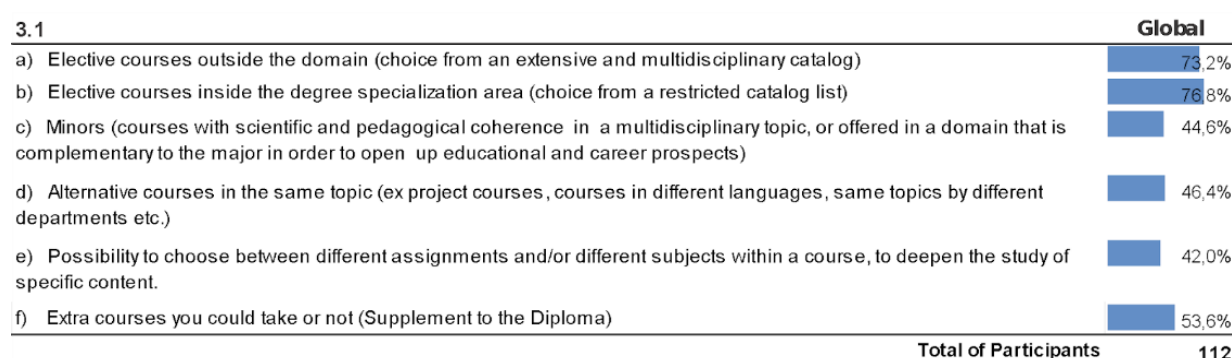 3.1 Global
a) Elective courses outside the domain (choice from an extensive and multidisciplinary catalog) 73,2%
b) Elective courses inside the degree specialization area (choice from a restricted catalog list) 76,8%
c) Minors (courses with scientific and pedagogical coherence in a multidisciplinary topic, or offered in a domain that is 44,6%
complementary to the major in order to open up educational and career prospects)
d) Alternative courses in the same topic (ex project courses, courses in different languages, same topics by different 46,4%
departments etc.)
e) Possibility to choose between different assignments and/or different subjects within a course, to deepen the study of 42,0%
specific content.
f) Extra courses you could take or not (Supplement to the Diploma) 53,6%
Total of Participants 112